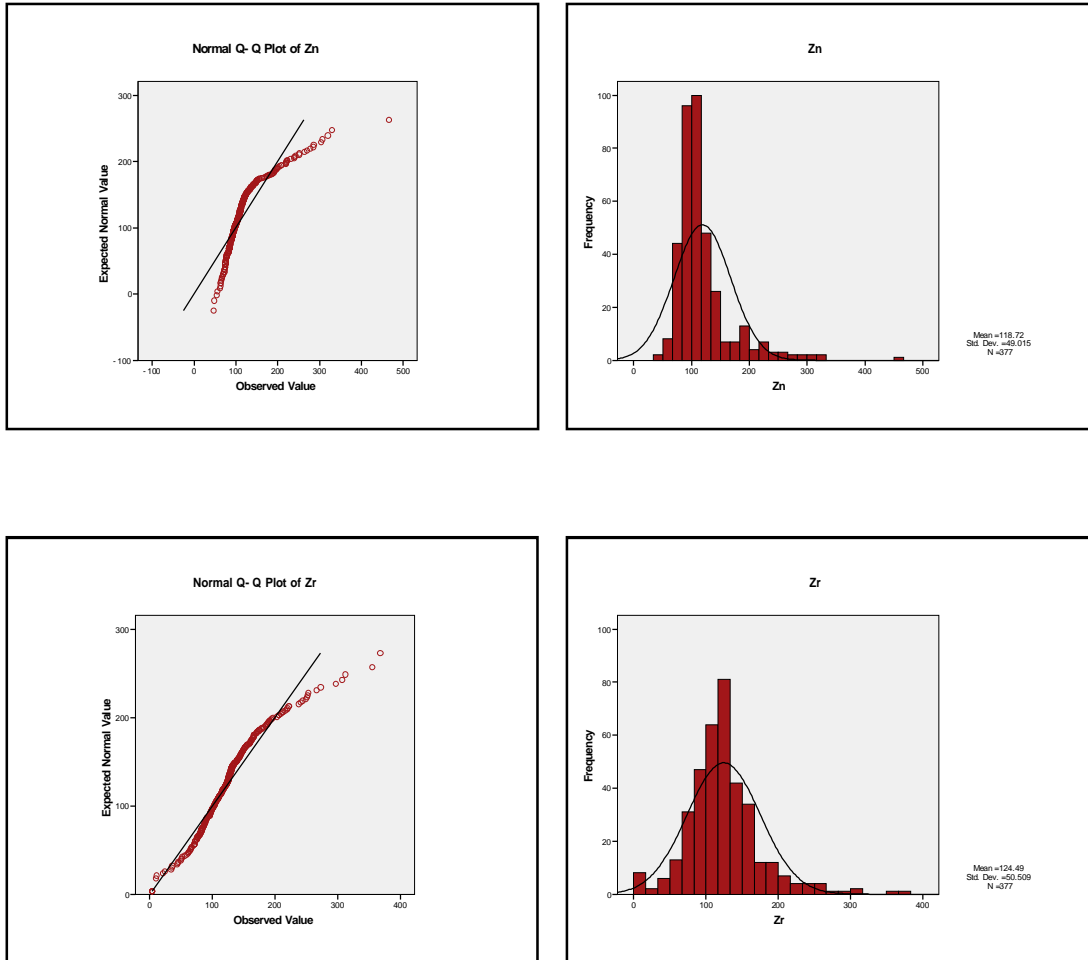 Normal Q- Q Plot of Zn
Expected Normal Value
300
200
100
0
- 100
- 100
0
100
200
300
400
500
Observed Value
Zn
Frequency
100
80
60
40
20
0
0
100
200
300
400
500
Zn
Mean =118.72
Std. Dev. =49.015
N =377
Normal Q- Q Plot of Zr
Expected Normal Value
300
200
100
0
0
100
200
300
400
Observed Value
Zr
Frequency
100
80
60
40
20
0
0
100
200
300
400
Zr
Mean =124.49
Std. Dev. =50.509
N =377